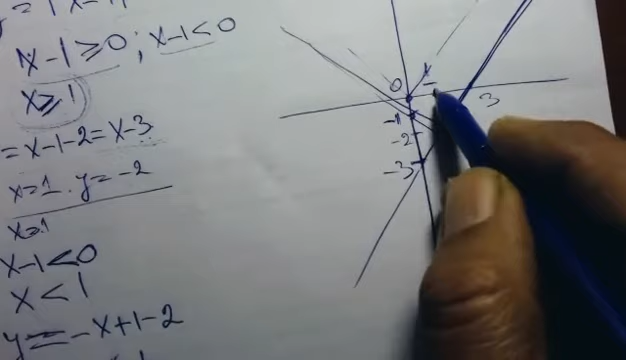 x-1≥0 ; x-1<0
x≥1
=x-1-2=x-3
x=1. y=-2
x-1<0
x<1
y=-x+1-2
0
3
-1
-2
-3